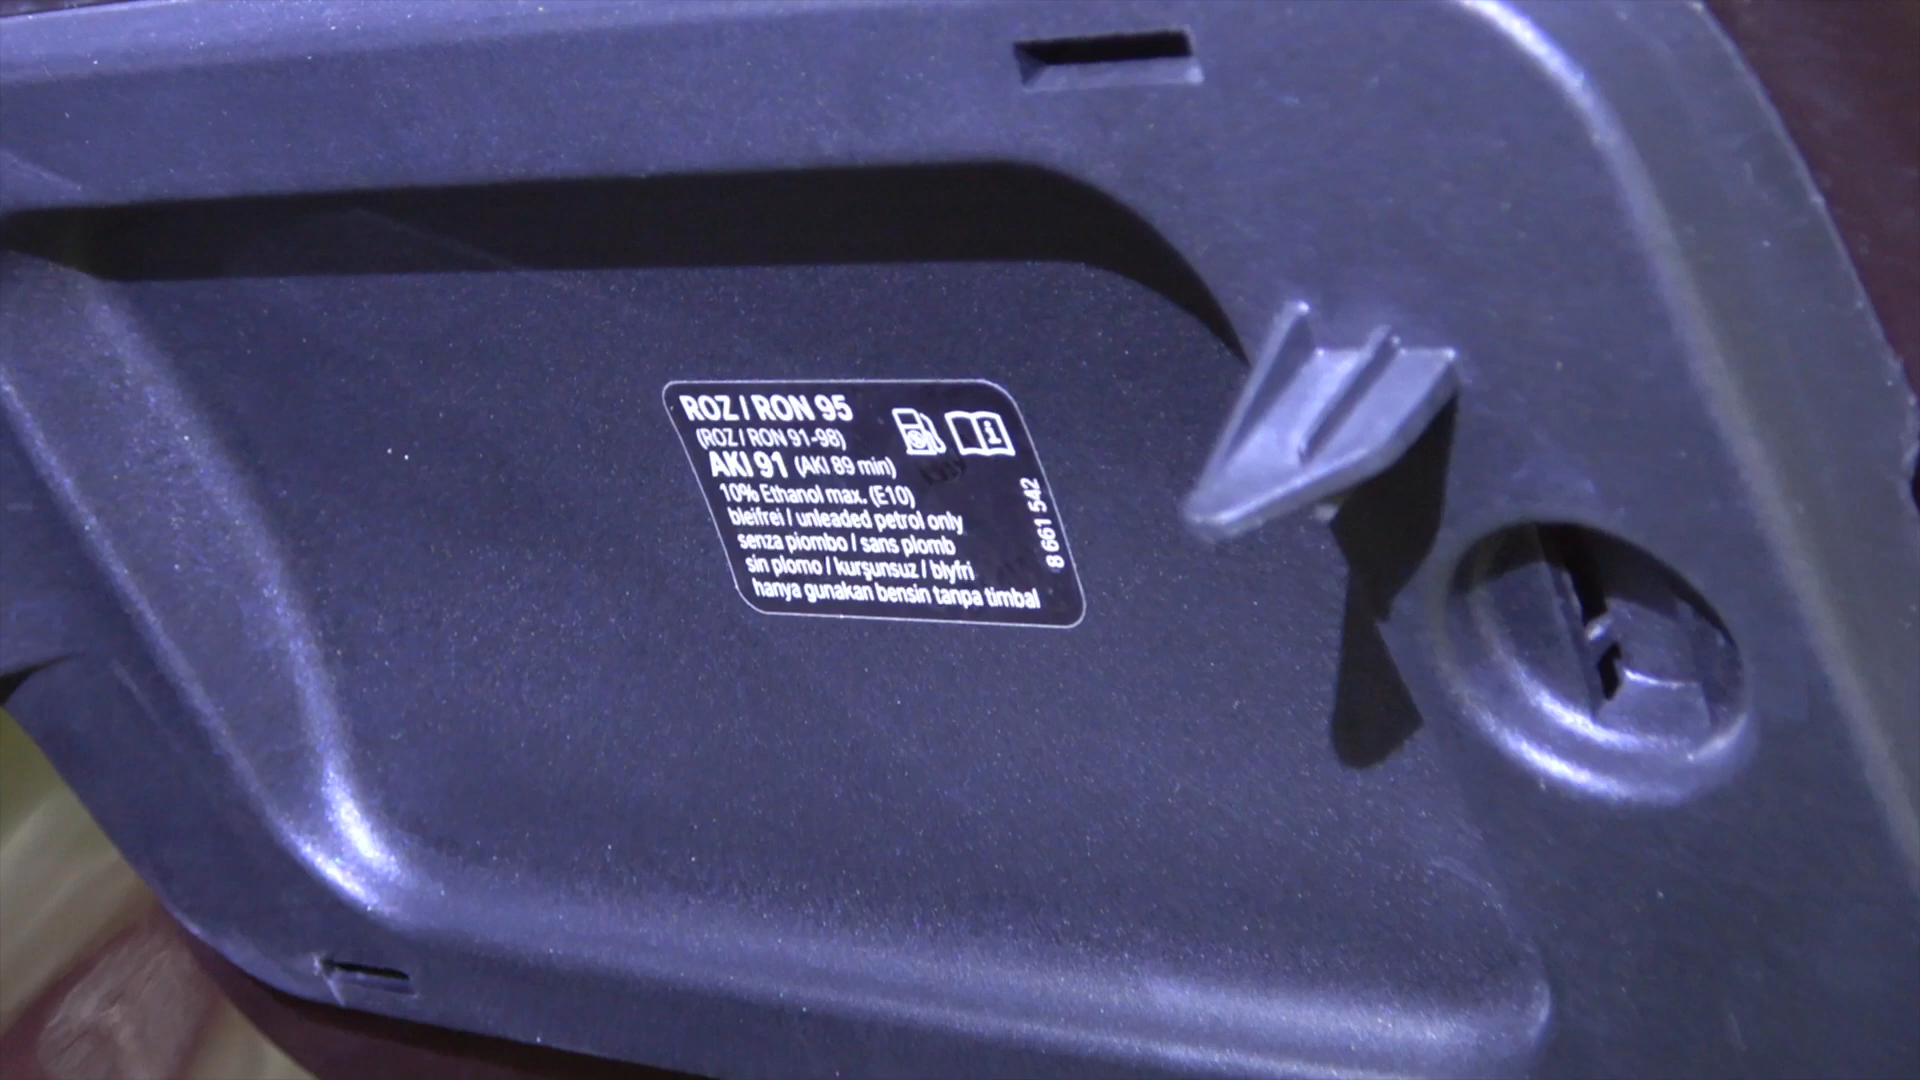 ROZ / RON 95
(ROZ / RON 91-98)
AKI 91 (AKI 89 min)
10% Ethanol max. (E10)
bleifrei / unleaded petrol only
senza piombo / sans plomb
sin plomo / kurşunsuz / blyfri
hanya gunakan bensin tanpa timbal
8 661 542